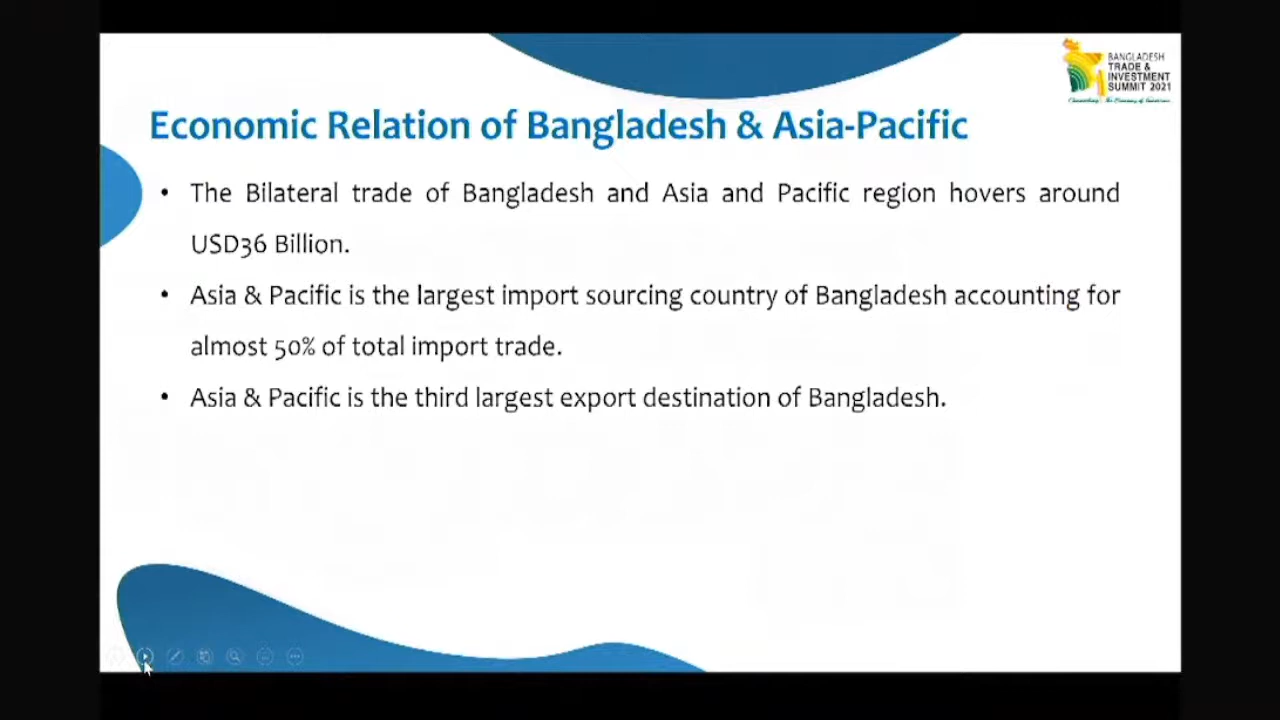 BANGLADESH
TRADE &
INVESTMENT
SUMMIT 2021
Economic Relation of Bangladesh & Asia-Pacific
• The Bilateral trade of Bangladesh and Asia and Pacific region hovers around
USD36 Billion.
• Asia & Pacific is the largest import sourcing country of Bangladesh accounting for
almost 50% of total import trade.
• Asia & Pacific is the third largest export destination of Bangladesh.